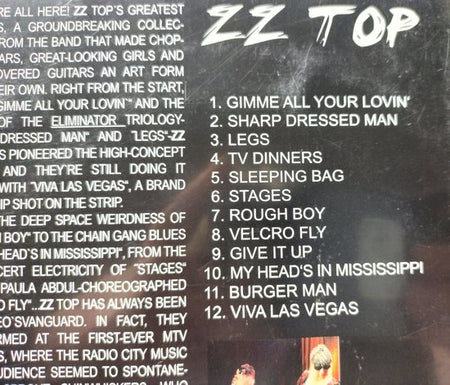 RE ALL HERE! ZZ TOP'S GREATEST
S, A GROUNDBREAKING COLLEC-
FROM THE BAND THAT MADE CHOP-
ARS, GREAT-LOOKING GIRLS AND
OVERED GUITARS AN ART FORM
EIR OWN. RIGHT FROM THE START,
GIMME ALL YOUR LOVIN'" AND THE
OF THE ELIMINATOR TRIOLOGY-
DRESSED MAN" AND "LEGS"-ZZ
S PIONEERED THE HIGH-CONCEPT
AND THEY'RE STILL DOING IT
WITH "VIVA LAS VEGAS", A BRAND
IP SHOT ON THE STRIP.
THE DEEP SPACE WEIRDNESS OF
H BOY" TO THE CHAIN GANG BLUES
HEAD'S IN MISSISSIPPI", FROM THE
CERT ELECTRICITY OF "STAGES"
PAULA ABDUL-CHOREOGRAPHED
O FLY"...ZZ TOP HAS ALWAYS BEEN
EO'SVANGUARD. IN FACT, THEY
RMED AT THE FIRST-EVER MTV
S, WHERE THE RADIO CITY MUSIC
UDIENCE SEEMED TO SPONTANE-
WHO
ZZ TOP
1. GIMME ALL YOUR LOVIN'
2. SHARP DRESSED MAN
3. LEGS
4. TV DINNERS
5. SLEEPING BAG
6. STAGES
7. ROUGH BOY
8. VELCRO FLY
9. GIVE IT UP
10. MY HEAD'S IN MISSISSIPPI
11. BURGER MAN
12. VIVA LAS VEGAS